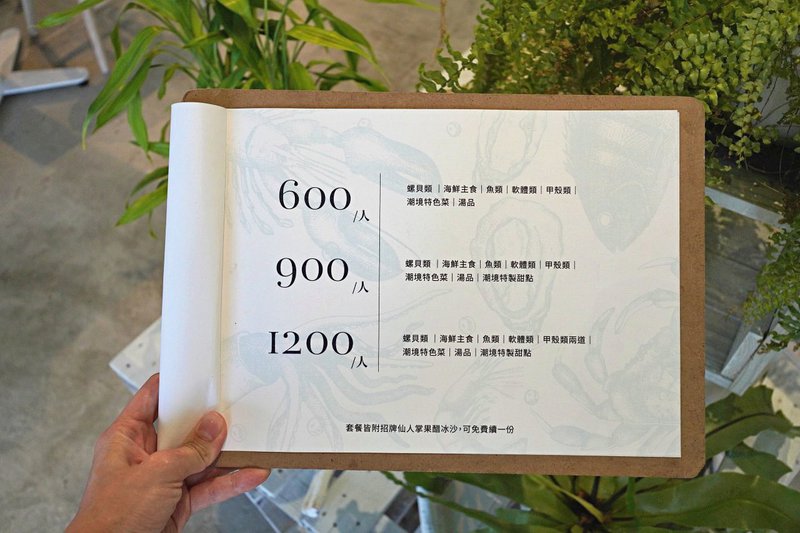 600/人
螺貝類｜海鮮主食｜魚類｜軟體類｜甲殼類｜
潮境特色菜｜湯品
900/人
螺貝類｜海鮮主食｜魚類｜軟體類｜甲殼類｜
潮境特色菜｜湯品｜潮境特製甜點
1200/人
螺貝類｜海鮮主食｜魚類｜軟體類｜甲殼類兩道｜
潮境特色菜｜湯品｜潮境特製甜點
套餐皆附招牌仙人掌果醋冰沙，可免費續一份